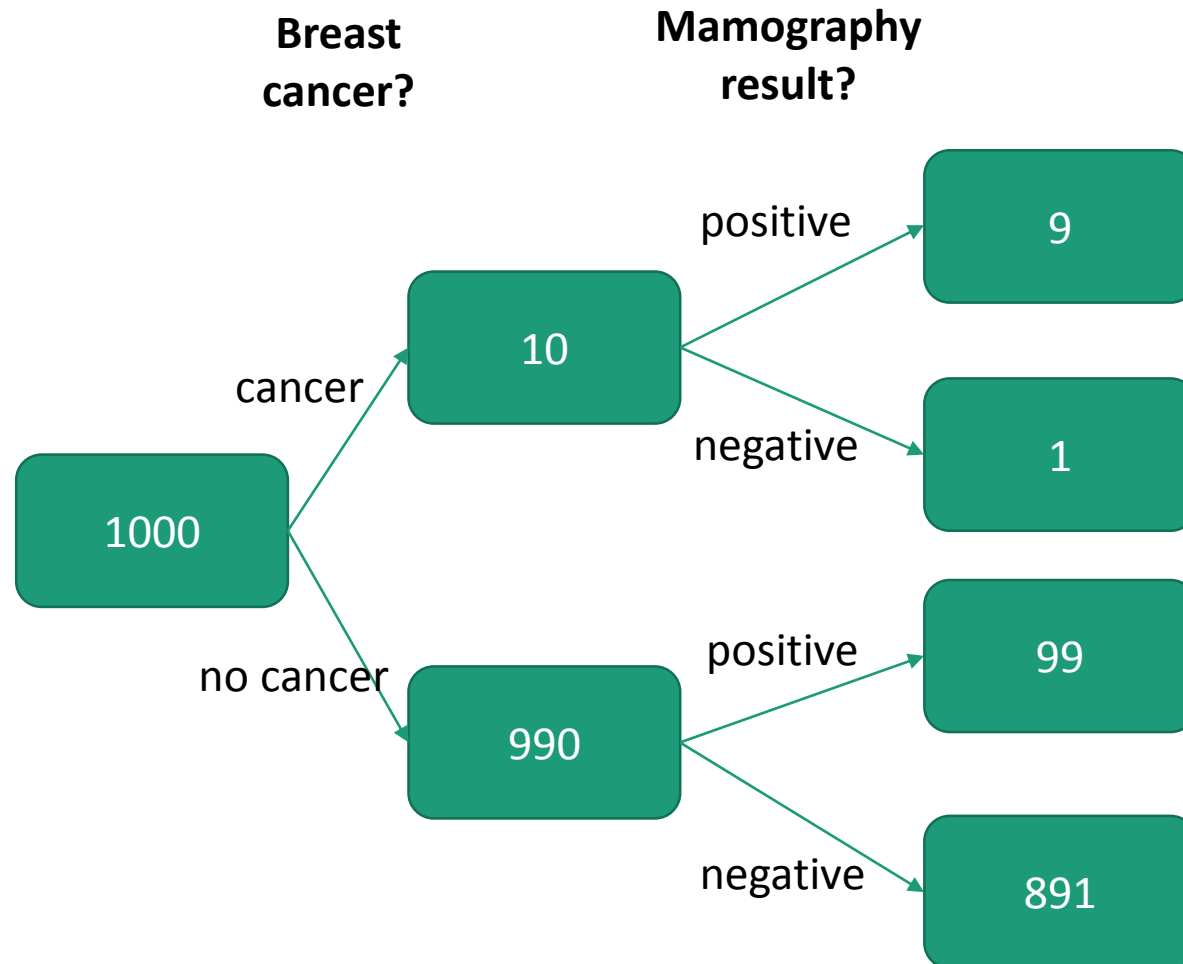 Breast
cancer?
Mamography
result?
positive
9
10
cancer
negative
1
1000
positive
99
no cancer
990
negative
891